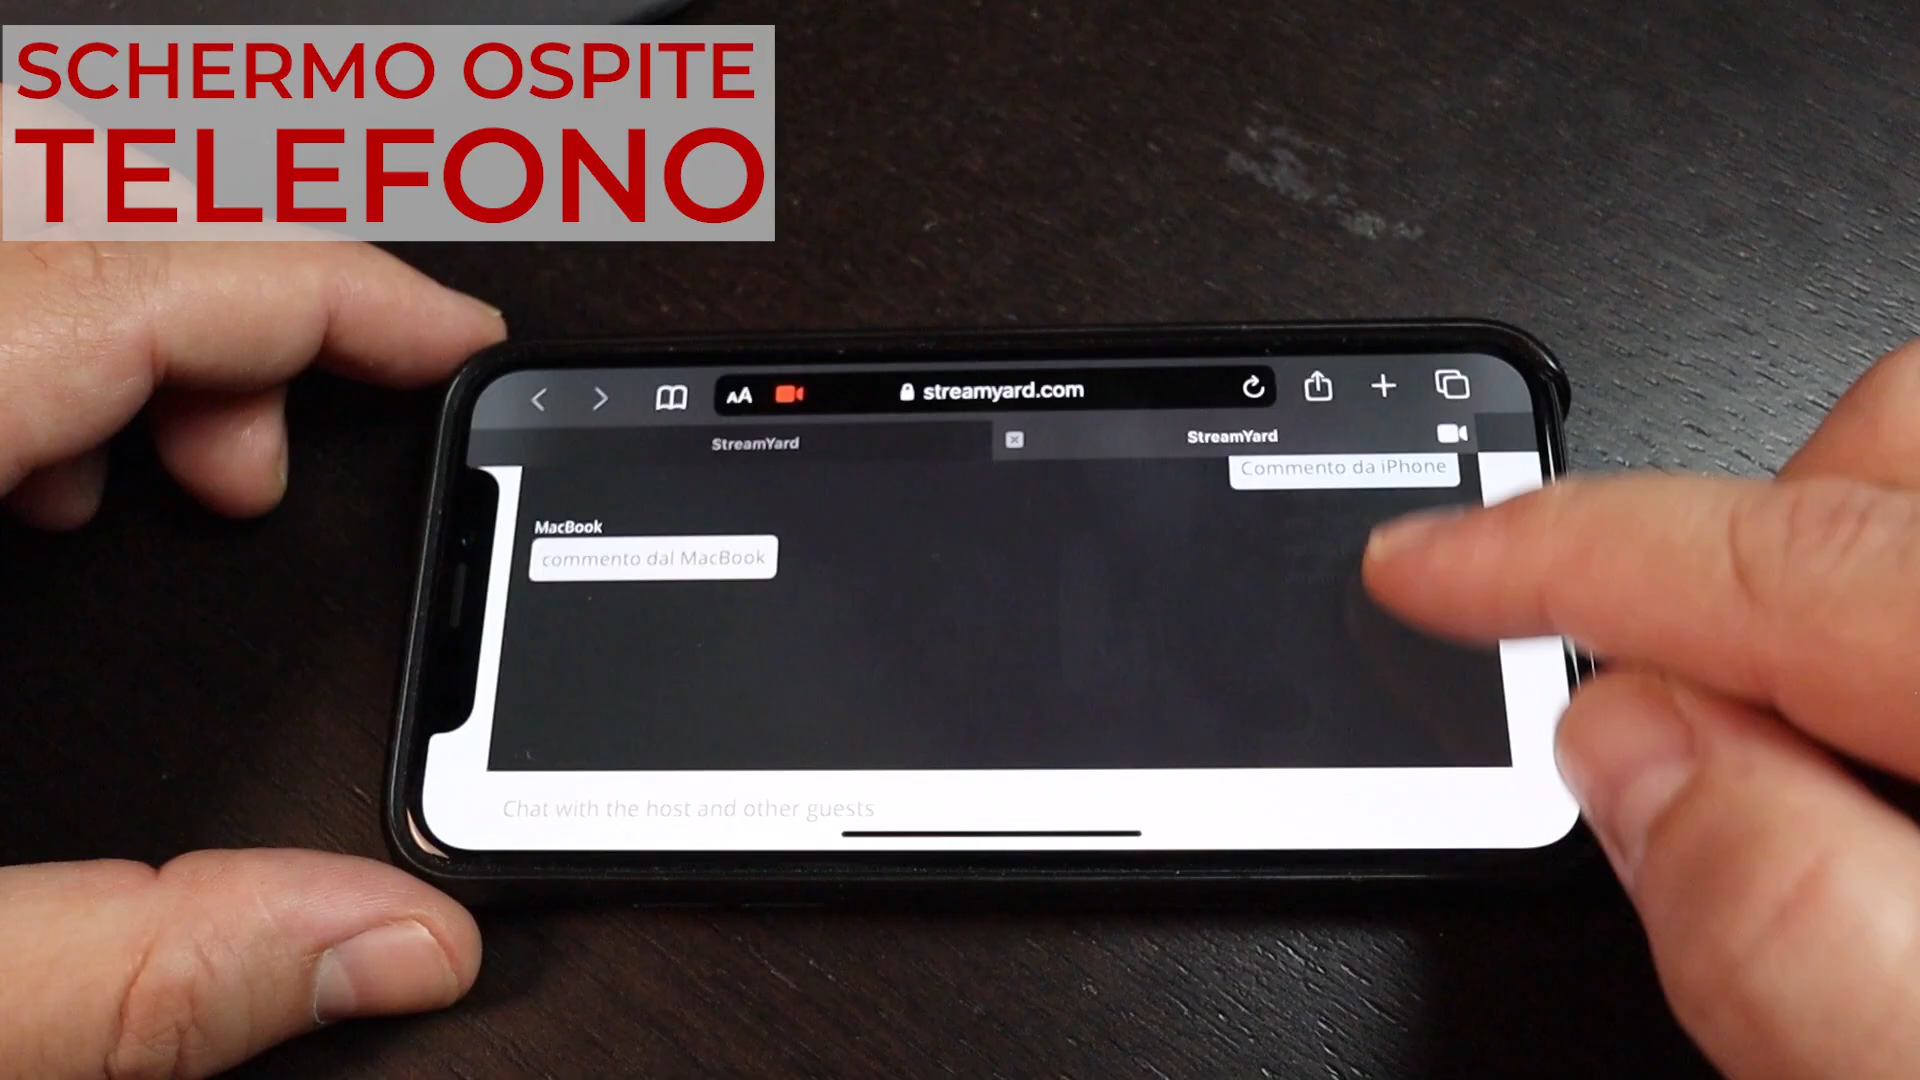 SCHERMO OSPITE
TELEFONO
AA streamyard.com
StreamYard StreamYard
Commento da iPhone
MacBook
commento dal MacBook
Chat with the host and other guests